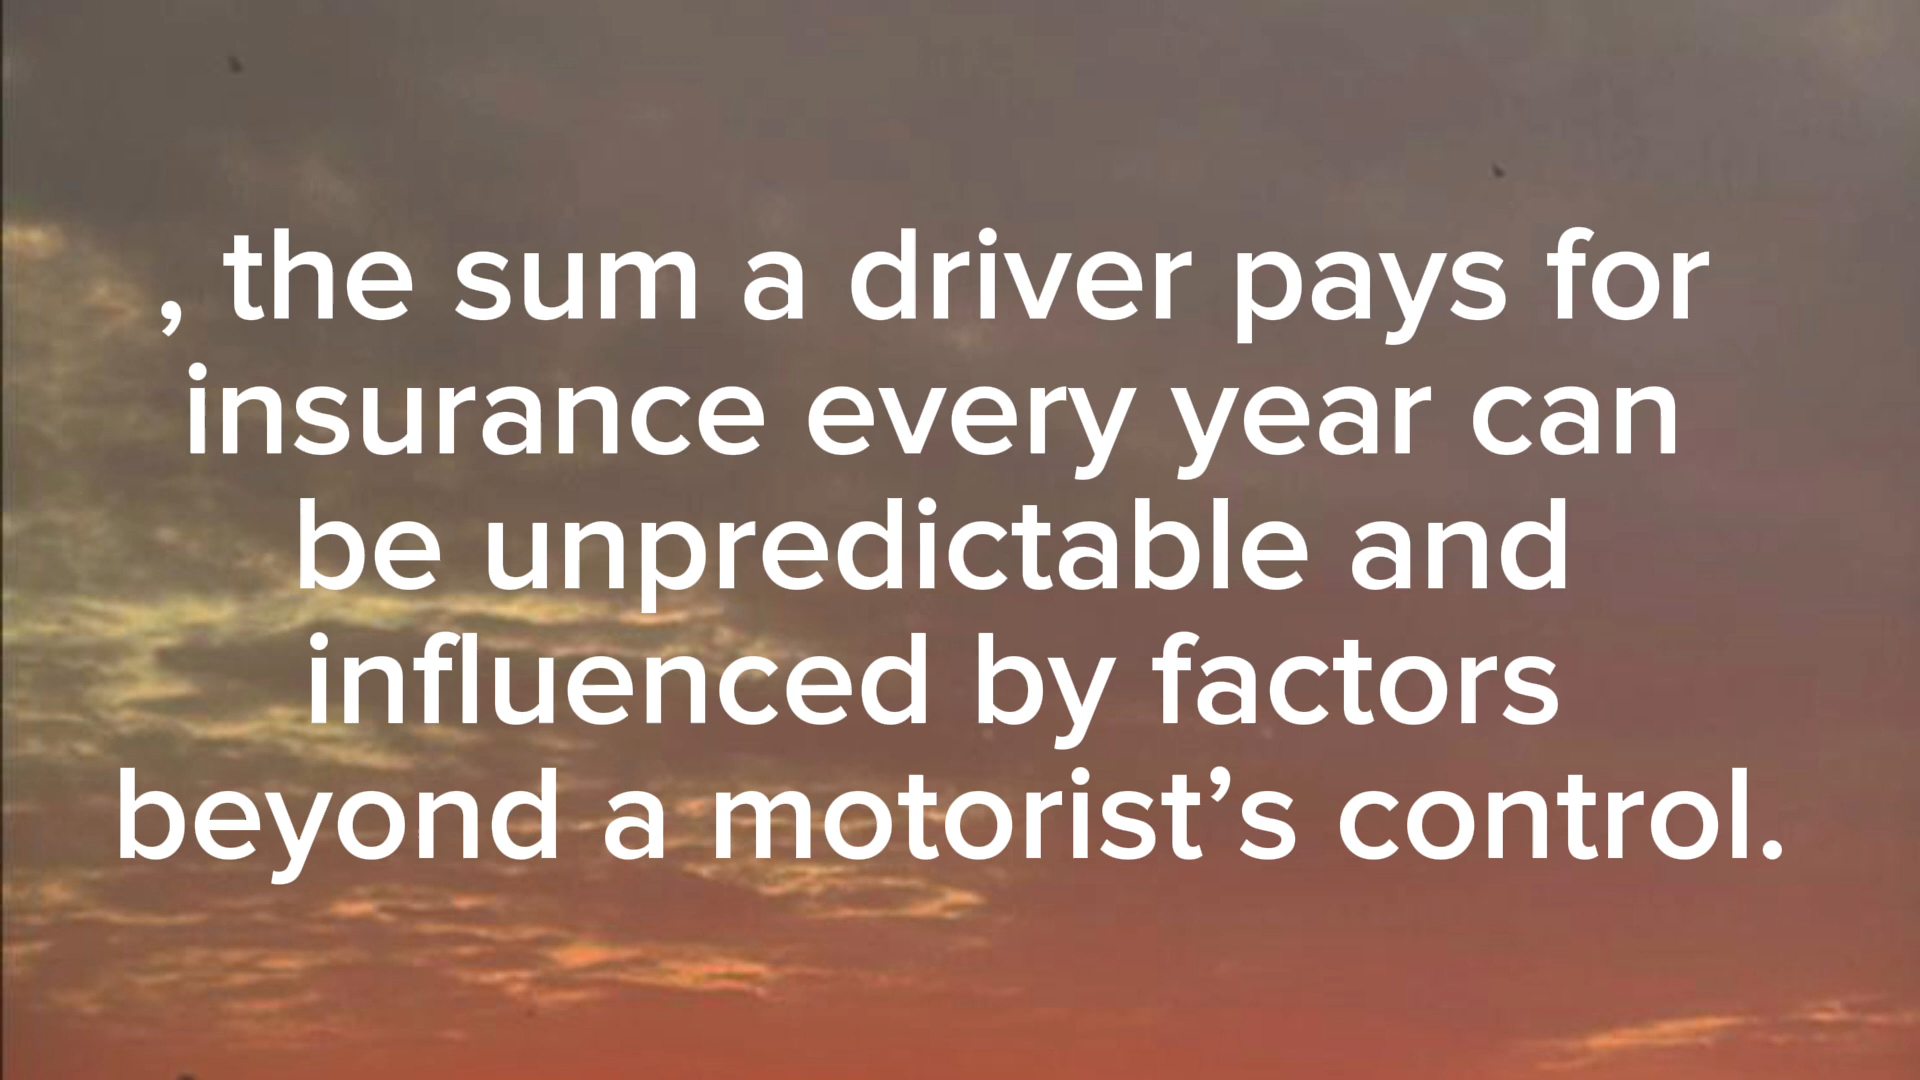 , the sum a driver pays for
insurance every year can
be unpredictable and
influenced by factors
beyond a motorist’s control.